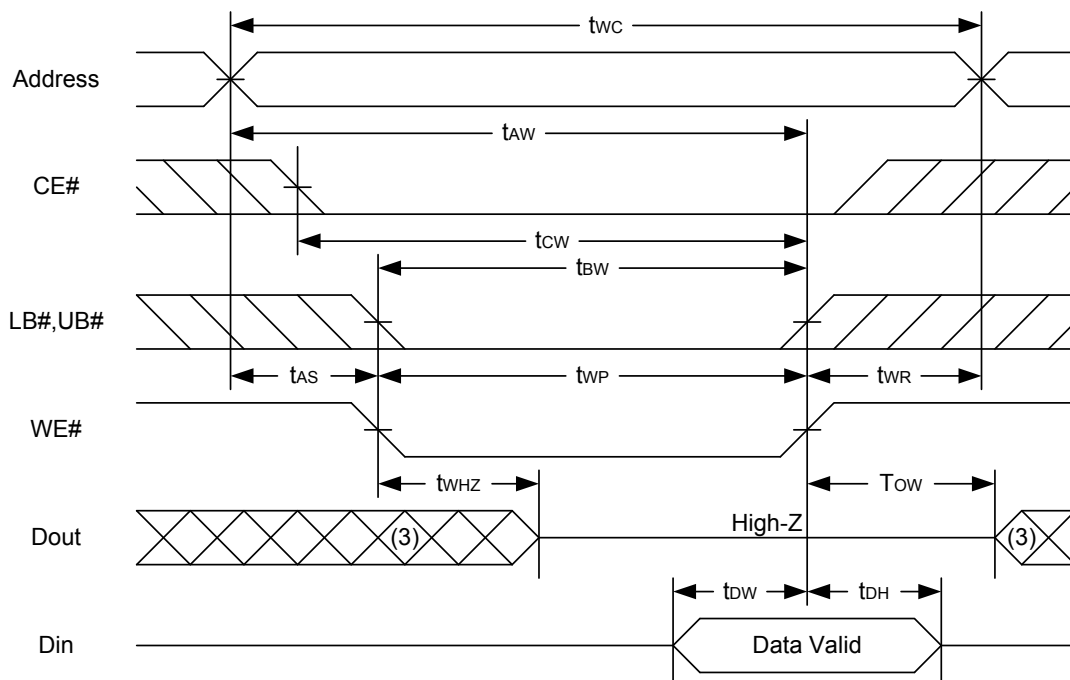 tWC
Address
tAW
CE#
tCW
tBW
LB#,UB#
tAS
tWP
tWR
WE#
tWHZ
TOW
High-Z
Dout
(3)
(3)
tDW
tDH
Din
Data Valid